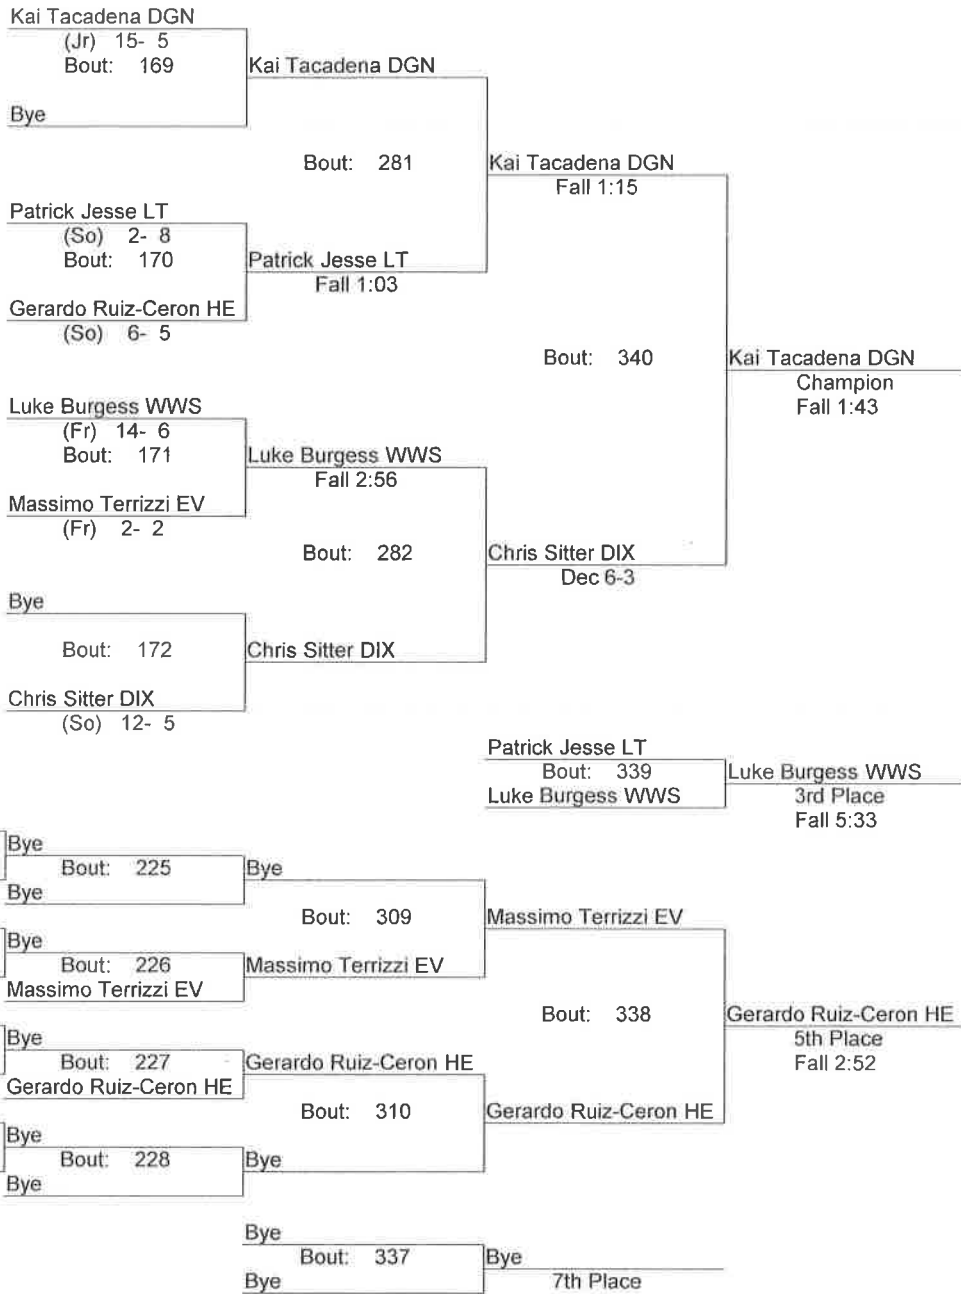 Kai Tacadena DGN
(Jr) 15- 5
Bout: 169
Kai Tacadena DGN
Bye
Bout: 281
Kai Tacadena DGN
Fall 1:15
Patrick Jesse LT
(So) 2- 8
Bout: 170
Patrick Jesse LT
Fall 1:03
Gerardo Ruiz-Ceron HE
(So) 6- 5
Bout: 340
Kai Tacadena DGN
Champion
Fall 1:43
Luke Burgess WWS
(Fr) 14- 6
Bout: 171
Luke Burgess WWS
Fall 2:56
Massimo Terrizzi EV
(Fr) 2- 2
Bout: 282
Chris Sitter DIX
Dec 6-3
Bye
Bout: 172
Chris Sitter DIX
Chris Sitter DIX
(So) 12- 5
Patrick Jesse LT
Bout: 339
Luke Burgess WWS
Luke Burgess WWS
3rd Place
Fall 5:33
Bye
Bout: 225
Bye
Bye
Bout: 309
Massimo Terrizzi EV
Bye
Bout: 226
Massimo Terrizzi EV
Massimo Terrizzi EV
Bout: 338
Gerardo Ruiz-Ceron HE
5th Place
Fall 2:52
Bye
Bout: 227
Gerardo Ruiz-Ceron HE
Gerardo Ruiz-Ceron HE
Bout: 310
Gerardo Ruiz-Ceron HE
Bye
Bout: 228
Bye
Bye
Bye
Bout: 337
Bye
Bye
7th Place